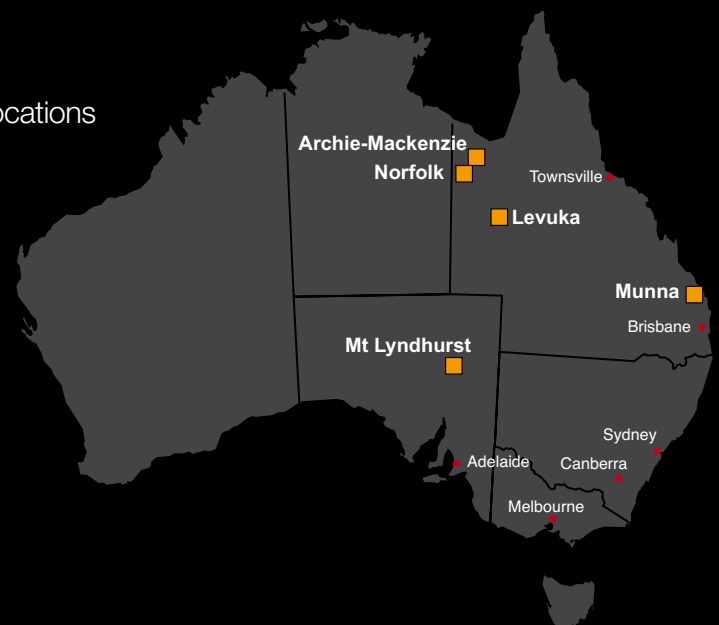 ocations
Archie-Mackenzie
Norfolk
Townsville
Levuka
Munna
Brisbane
Mt Lyndhurst
Sydney
Adelaide
Canberra
Melbourne